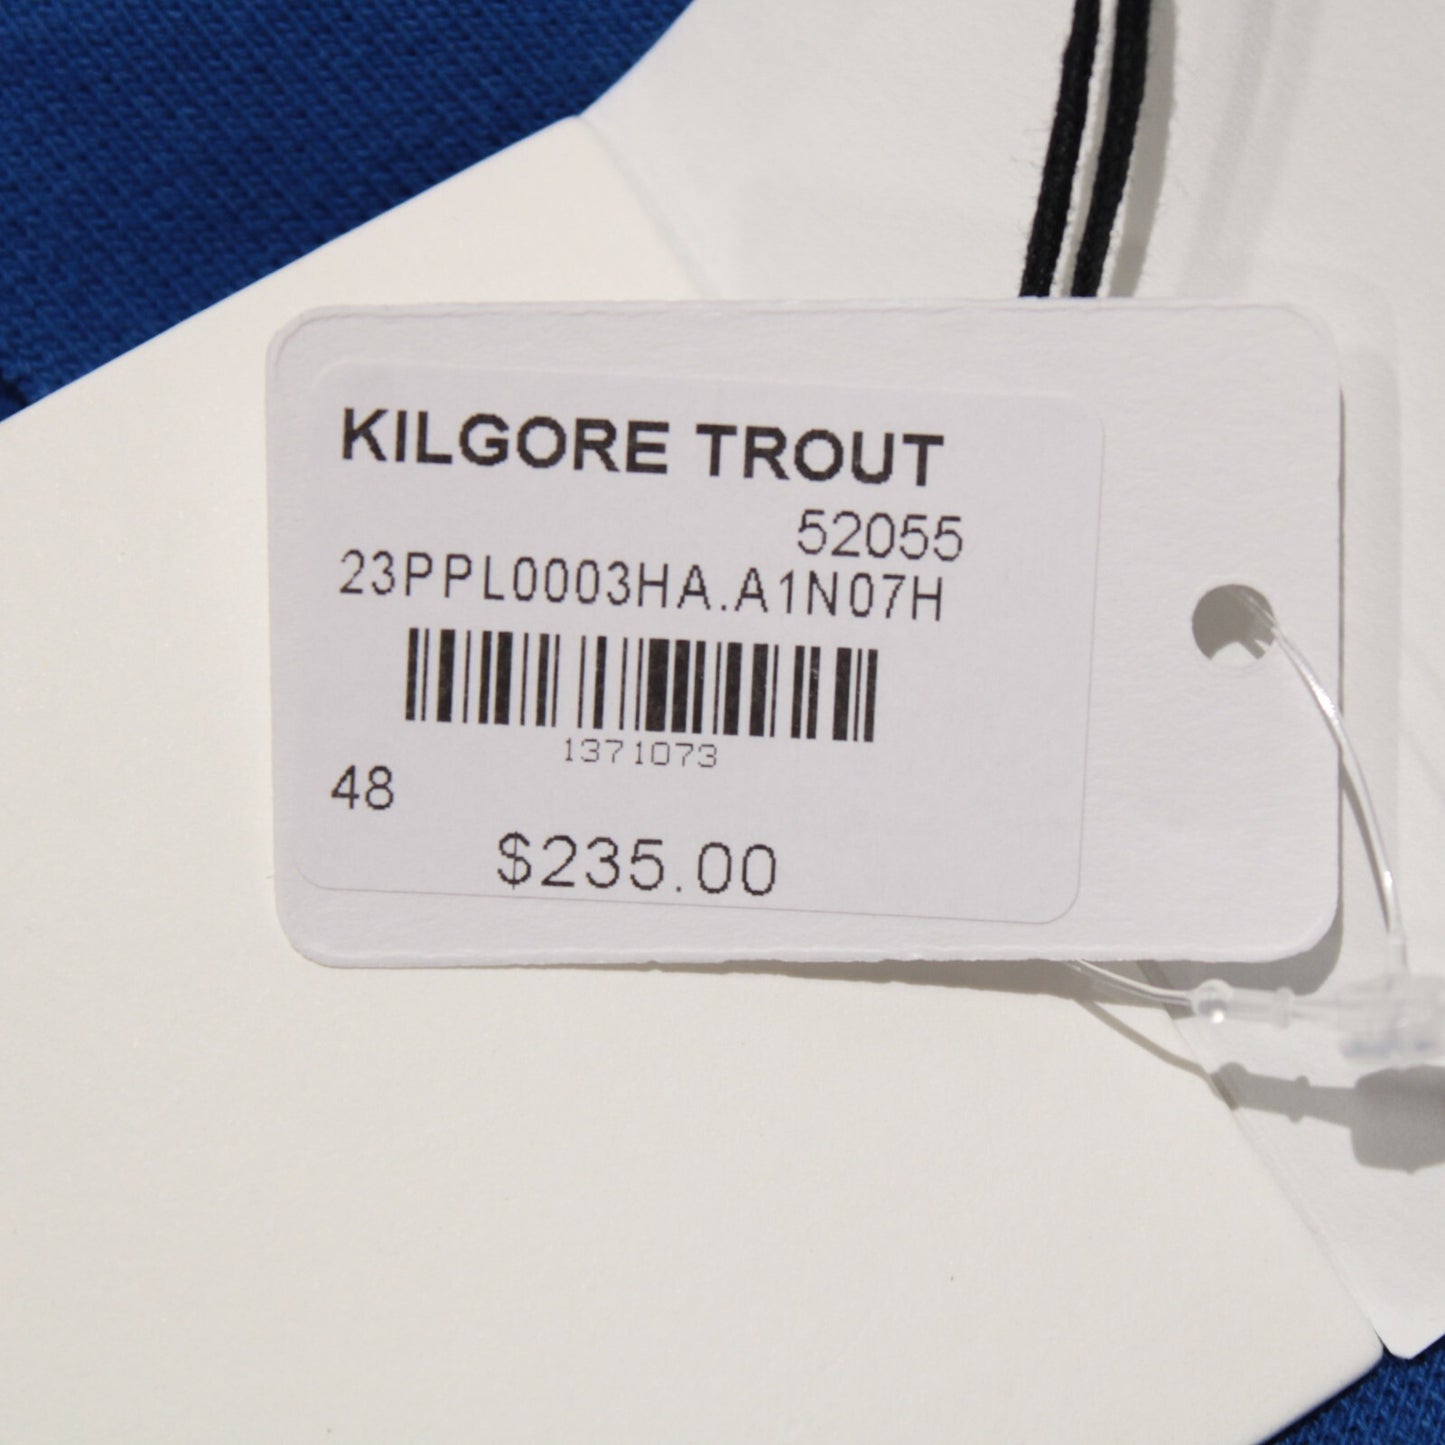 KILGORE TROUT
52055
23PPL0003HA.A1N07H
1371073
48
$235.00